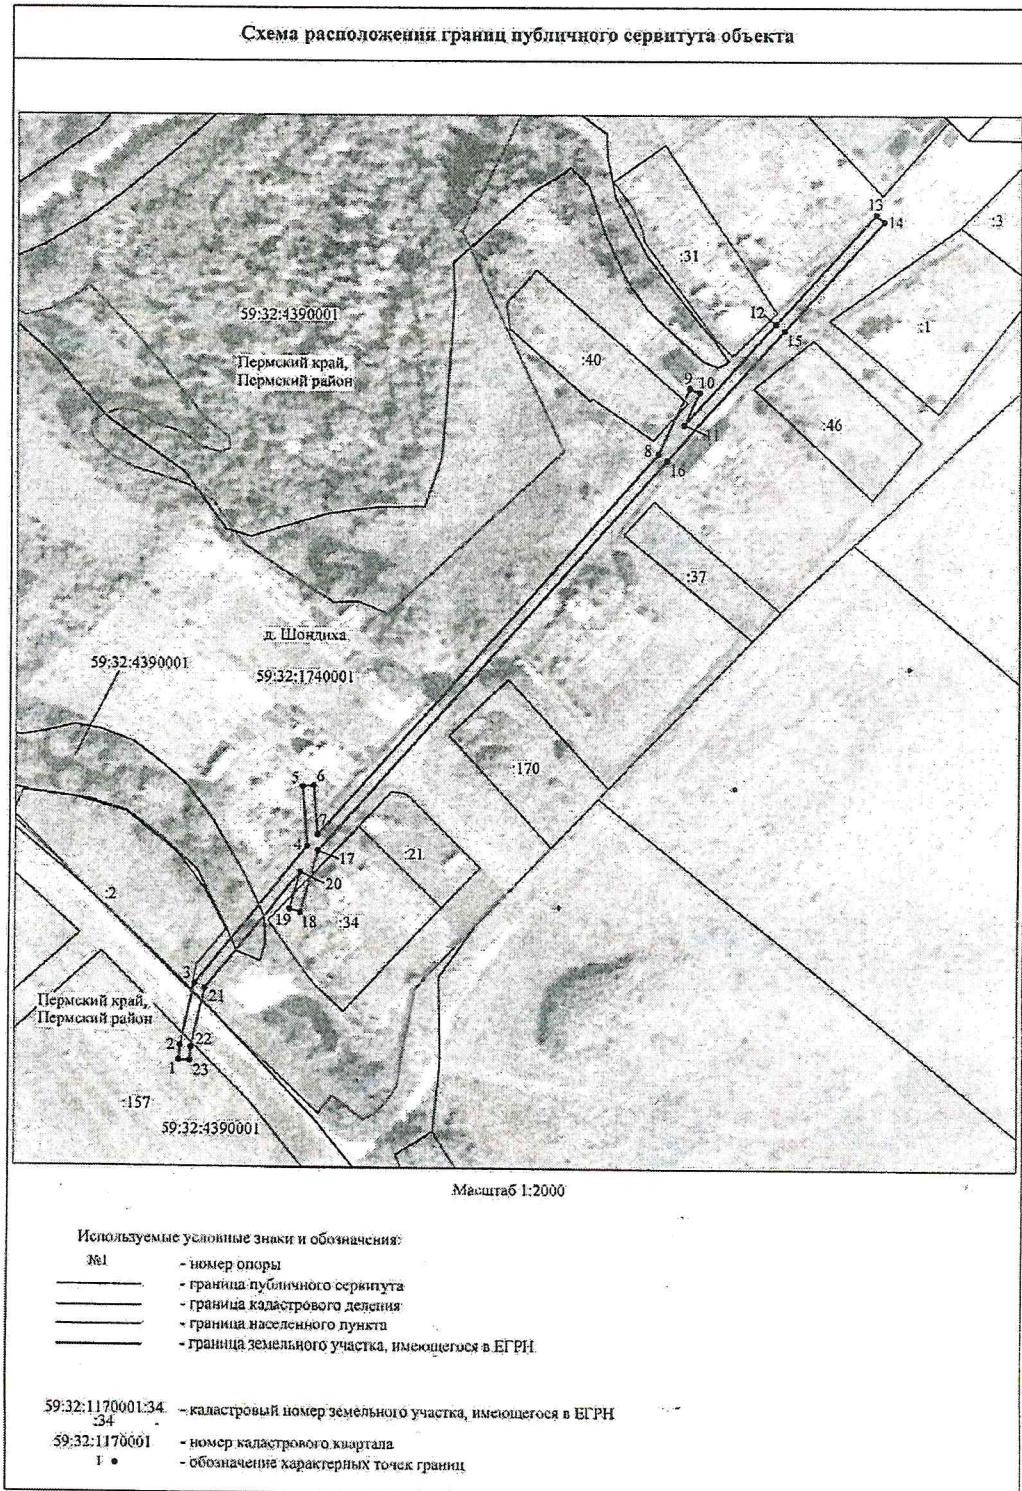 Схема расположения границ публичного сервитута объекта
13
14
:3
:31
59:32:4390001
12
15
:1
Пермский край,
Пермский район
:40
9
10
:46
11
8
16
:37
д. Шондиха
59:32:4390001
59:32:1740001
:170
5
6
7
4
17
:21
20
:2
19
18
:34
3
21
Пермский край,
Пермский район
2
22
1
23
:157
59:32:4390001
Масштаб 1:2000
Используемые условные знаки и обозначения:
№1 - номер опоры
- граница публичного сервитута
- граница кадастрового деления
- граница населенного пункта
- граница земельного участка, имеющегося в ЕГРН
59:32:1170001:34 - кадастровый номер земельного участка, имеющегося в ЕГРН
:34
59:32:1170001 - номер кадастрового квартала
1 • - обозначение характерных точек границ